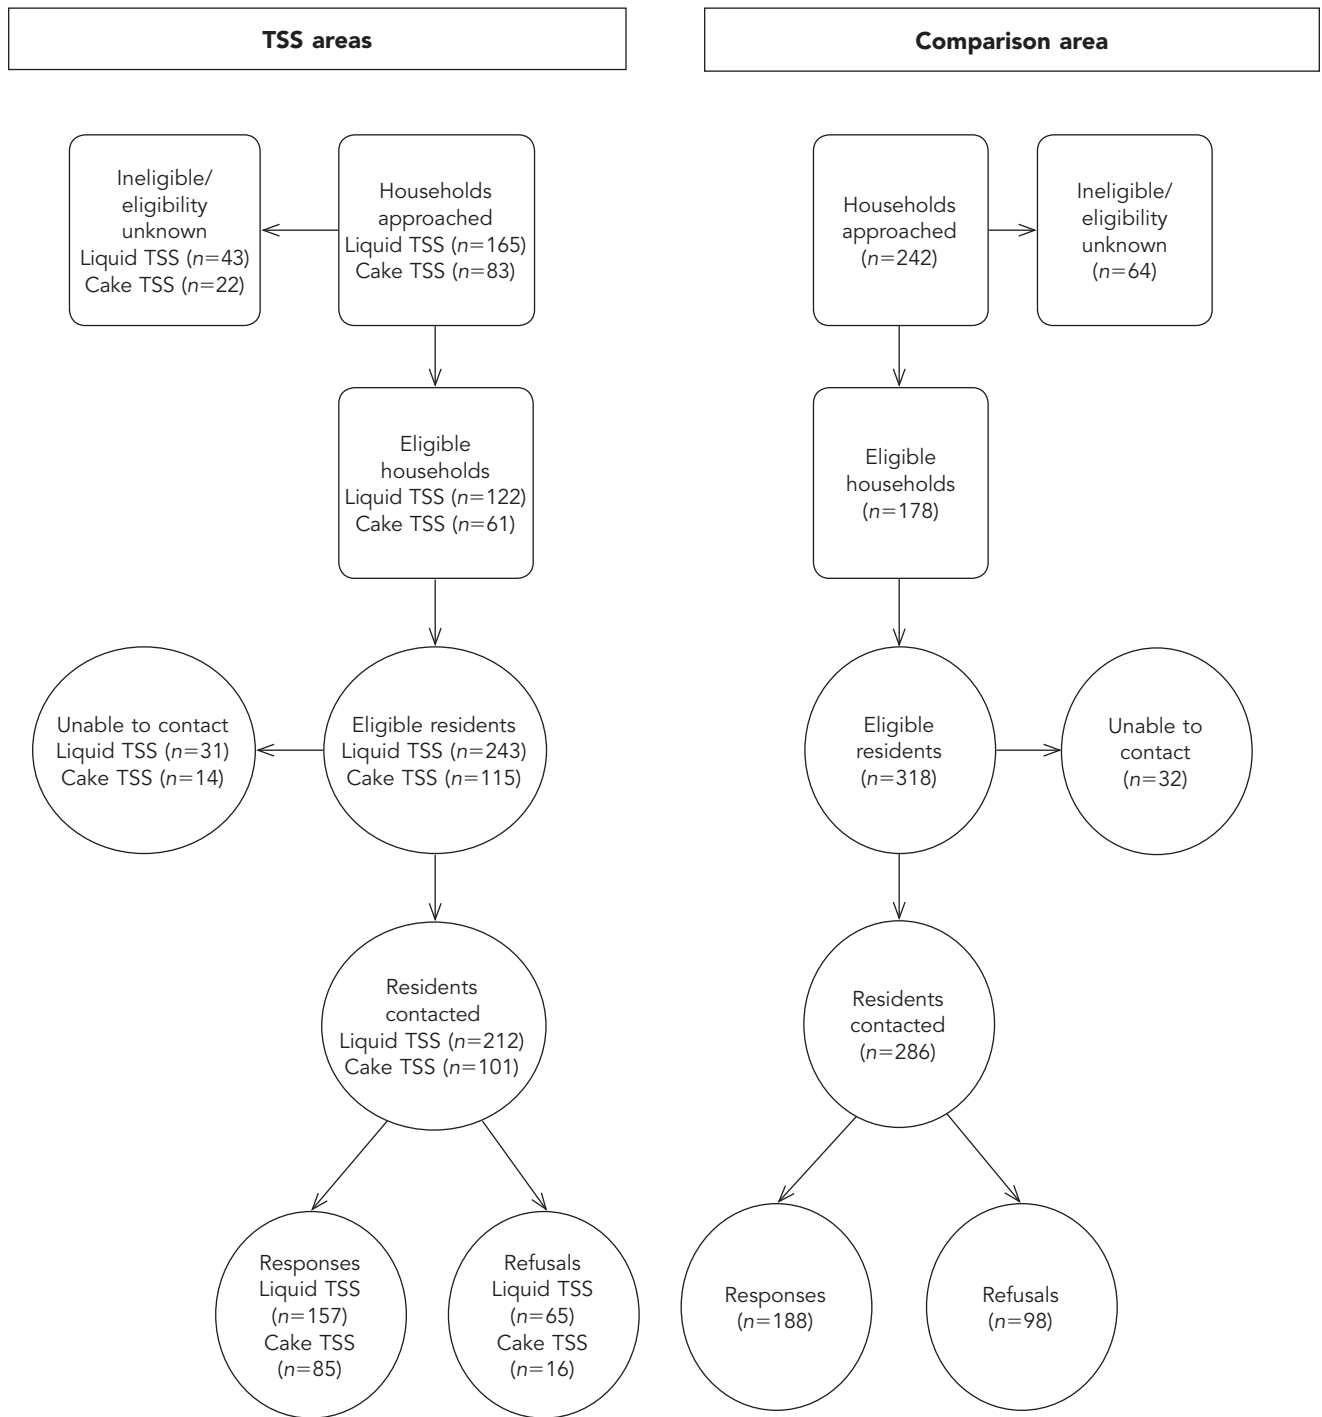 TSS areas
Comparison area
Ineligible/
eligibility
unknown
Liquid TSS (n=43)
Cake TSS (n=22)
Households
approached
Liquid TSS (n=165)
Cake TSS (n=83)
Households
approached
(n=242)
Ineligible/
eligibility
unknown
(n=64)
Eligible
households
Liquid TSS (n=122)
Cake TSS (n=61)
Eligible
households
(n=178)
Unable to contact
Liquid TSS (n=31)
Cake TSS (n=14)
Eligible residents
Liquid TSS (n=243)
Cake TSS (n=115)
Eligible
residents
(n=318)
Unable to
contact
(n=32)
Residents
contacted
Liquid TSS (n=212)
Cake TSS (n=101)
Residents
contacted
(n=286)
Responses
Liquid TSS
(n=157)
Cake TSS
(n=85)
Refusals
Liquid TSS
(n=65)
Cake TSS
(n=16)
Responses
(n=188)
Refusals
(n=98)